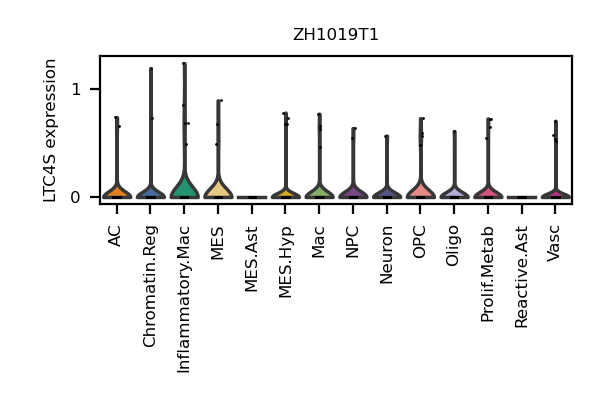 ZH1019T1
LTC4S expression
1
0
AC
Chromatin.Reg
Inflammatory.Mac
MES
MES.Ast
MES.Hyp
Mac
NPC
Neuron
OPC
Oligo
Prolif.Metab
Reactive.Ast
Vasc